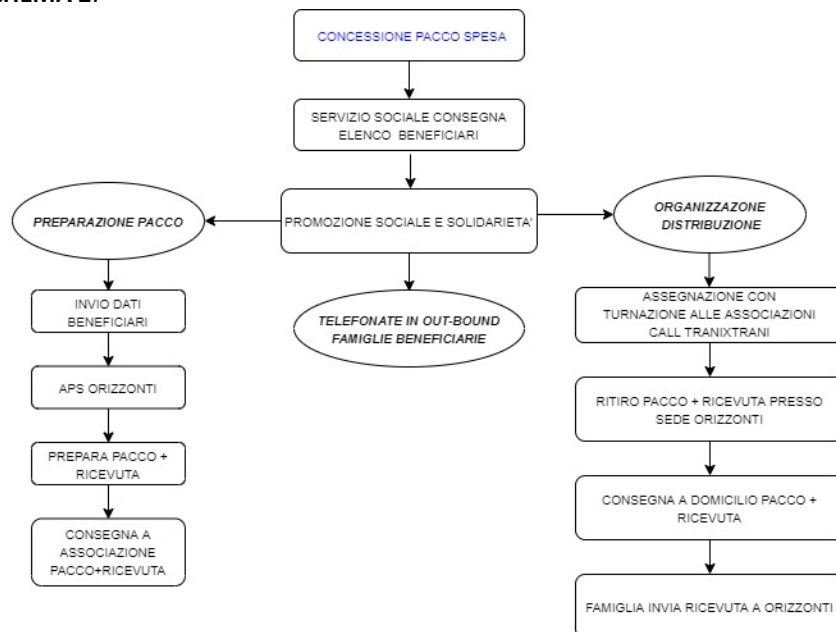 CONCESSIONE PACCO SPESA
SERVIZIO SOCIALE CONSEGNA
ELENCO BENEFICIARI
PROMOZIONE SOCIALE E SOLIDARIETA'
PREPARAZIONE PACCO
INVIO DATI
BENEFICIARI
APS ORIZZONTI
PREPARA PACCO +
RICEVUTA
CONSEGNA A
ASSOCIAZIONE
PACCO+RICEVUTA
TELEFONATE IN OUT-BOUND
FAMIGLIE BENEFICIARIE
ORGANIZZAZONE
DISTRIBUZIONE
ASSEGNAZIONE CON
TURNAZIONE ALLE ASSOCIAZIONI
CALL TRANIXTRANI
RITIRO PACCO + RICEVUTA PRESSO
SEDE ORIZZONTI
CONSEGNA A DOMICILIO PACCO +
RICEVUTA
FAMIGLIA INVIA RICEVUTA A ORIZZONTI